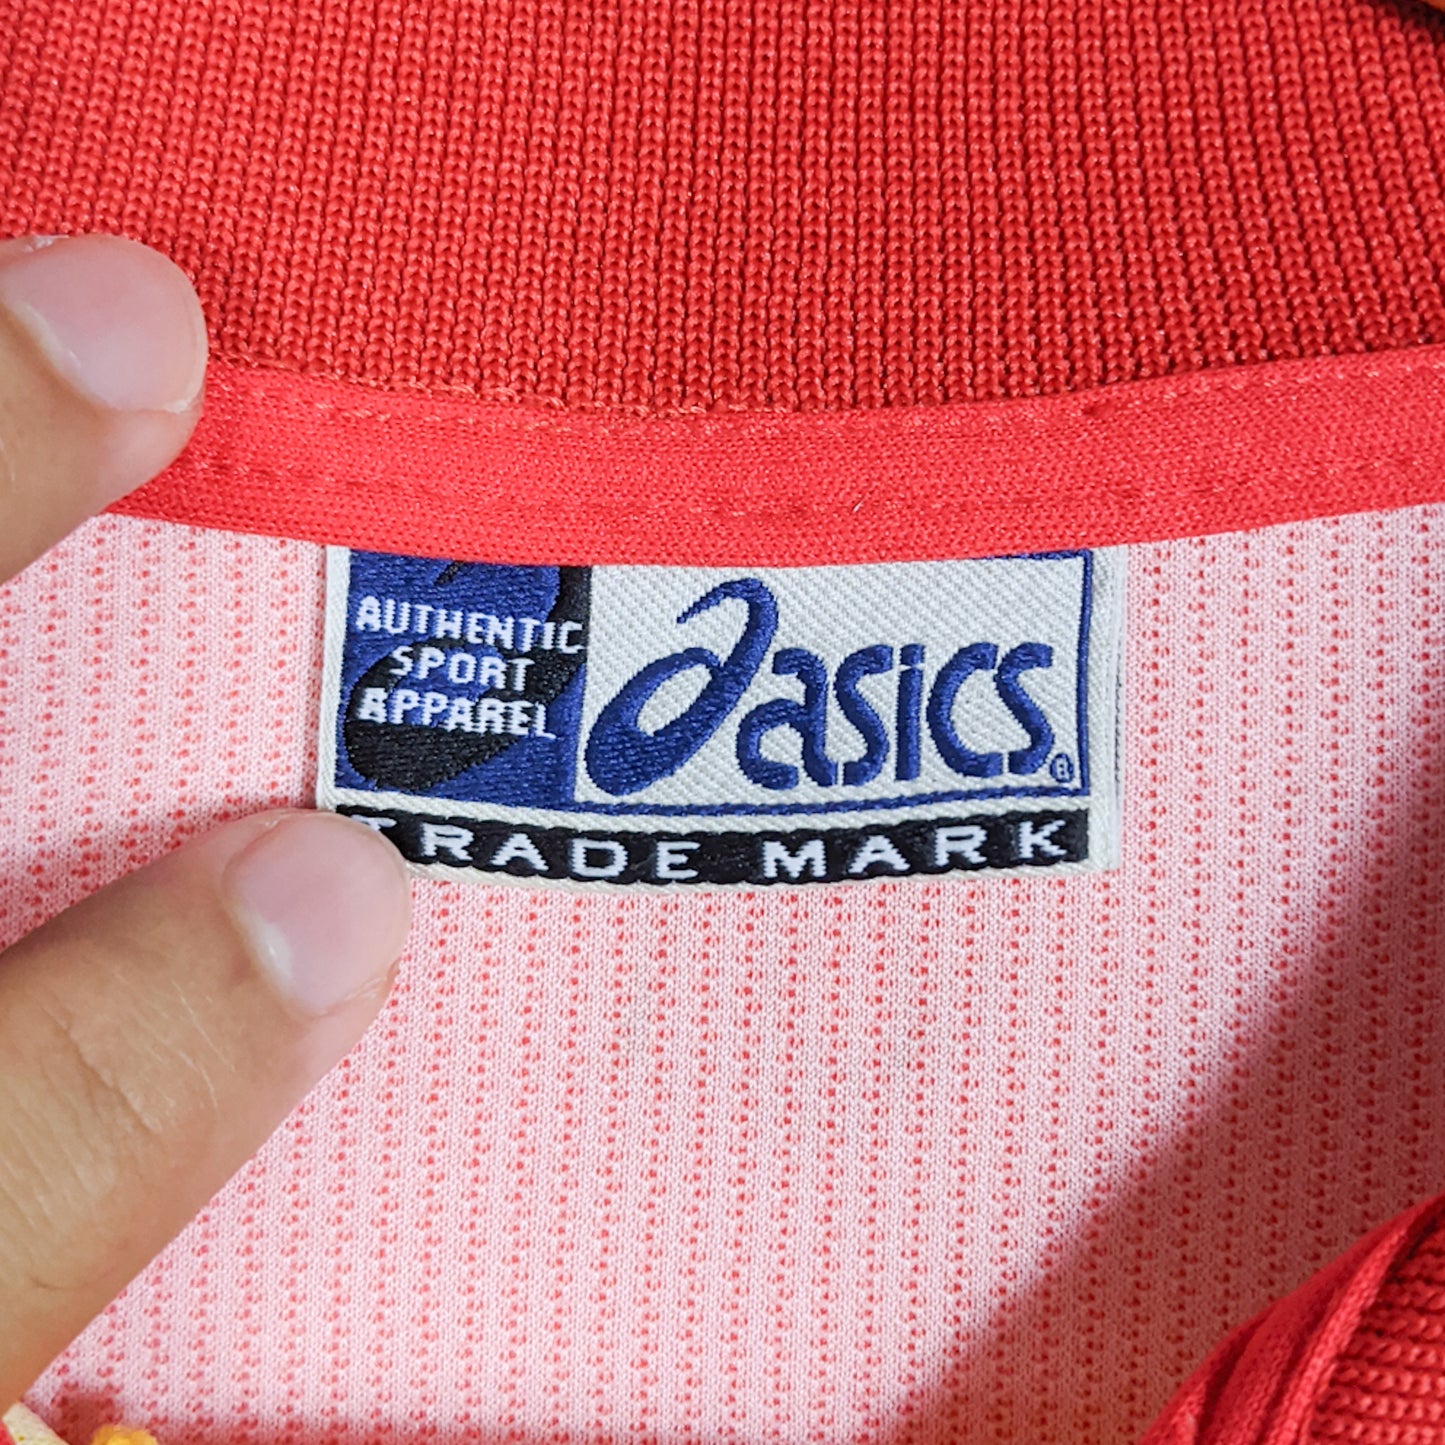 AUTHENTIC
SPORT
APPAREL
asics®
TRADE MARK